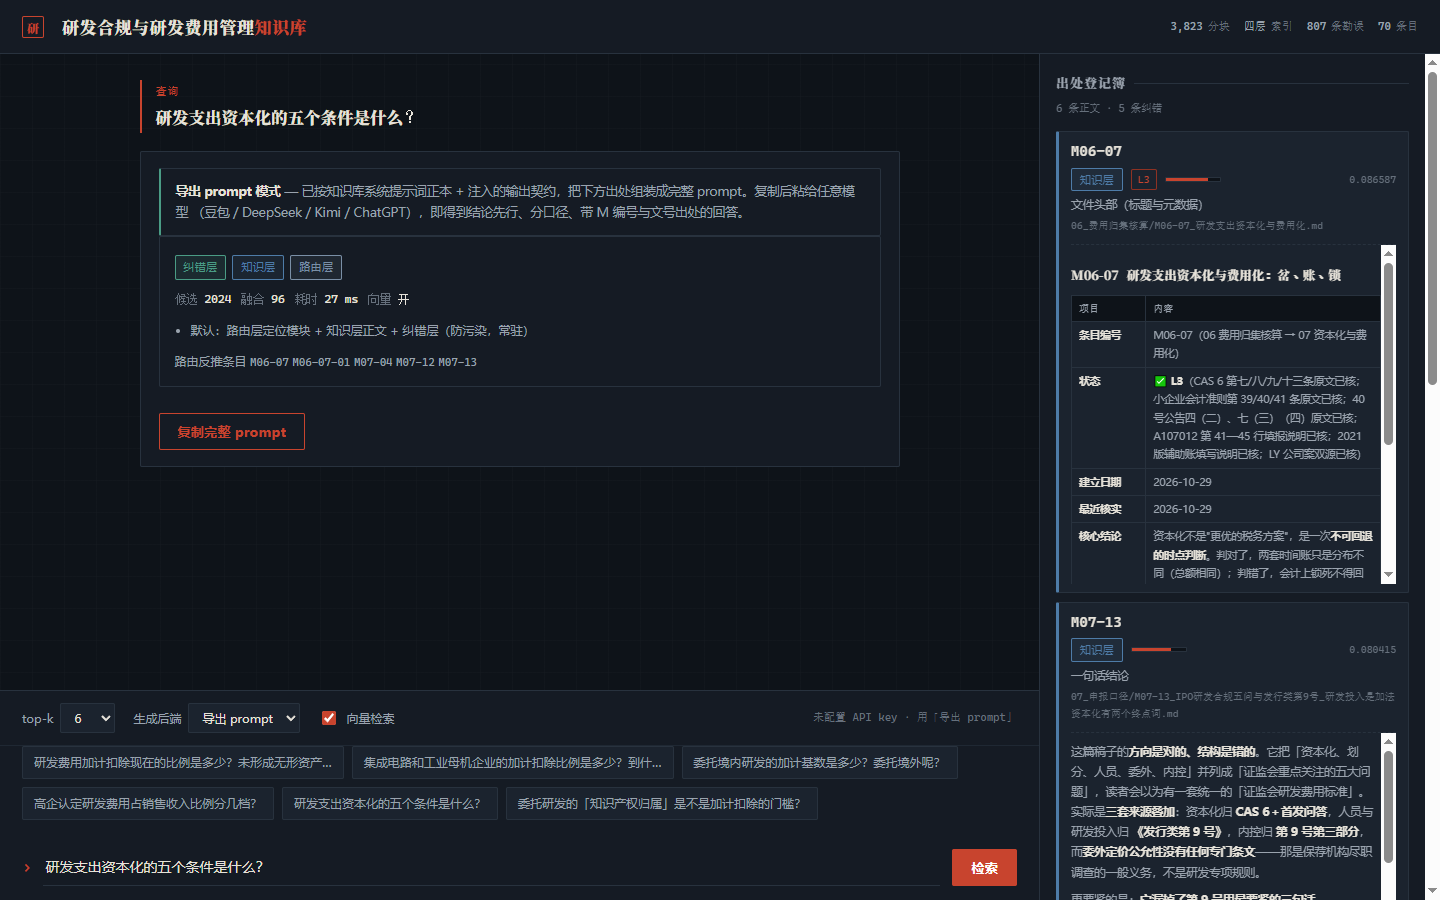 研
研发合规与研发费用管理知识库
3,823 分块 四层 索引 807 条勘误 70 条目
查询
研发支出资本化的五个条件是什么？
导出 prompt 模式 — 已按知识库系统提示词正本 + 注入的输出契约，把下方出处组装成完整 prompt。复制后粘给任意模
型 （豆包 / DeepSeek / Kimi / ChatGPT），即得到结论先行、分口径、带 M 编号与文号出处的回答。
纠错层 知识层 路由层
候选 2024 融合 96 耗时 27 ms 向量 开
• 默认：路由层定位模块 + 知识层正文 + 纠错层（防污染，常驻）
路由反推条目 M06-07 M06-07-01 M07-04 M07-12 M07-13
复制完整 prompt
top-k 6 生成后端 导出 prompt 向量检索
未配置 API key · 用「导出 prompt」
研发费用加计扣除现在的比例是多少？未形成无形资产...
集成电路和工业母机企业的加计扣除比例是多少？到什...
委托境内研发的加计基数是多少？委托境外呢？
高企认定研发费用占销售收入比例分几档？
研发支出资本化的五个条件是什么？
委托研发的「知识产权归属」是不是加计扣除的门槛？
› 研发支出资本化的五个条件是什么？
检索
出处登记簿
6 条正文 · 5 条纠错
M06-07
知识层 L3 0.086587
文件头部（标题与元数据）
06_费用归集核算/M06-07_研发支出资本化与费用化.md
M06-07 研发支出资本化与费用化：岔、账、锁
项目 内容
条目编号 M06-07（06 费用归集核算 → 07 资本化与费
用化）
状态 ✅ L3（CAS 6 第七/八/九/十三条原文已核；
小企业会计准则第 39/40/41 条原文已核；40
号公告四（二）、七（三）（四）原文已核；
A107012 第 41—45 行填报说明已核；2021
版辅助账填写说明已核；LY 公司案双源已核）
建立日期 2026-10-29
最近核实 2026-10-29
核心结论 资本化不是"更优的税务方案"，是一次不可回退
的时点判断。判对了，两套时间账只是分布不
同（总额相同）；判错了，会计上锁死不得回
M07-13
知识层 0.080415
一句话结论
07_申报口径/M07-13_IPO研发合规五问与发行类第9号_研发投入是加法
资本化有两个终点词.md
这篇稿子的方向是对的、结构是错的。它把「资本化、划
分、人员、委外、内控」并列成「证监会重点关注的五大问
题」，读者会以为有一套统一的「证监会研发费用标准」。
实际是三套来源叠加：资本化归 CAS 6 + 首发问答，人员与
研发投入归 《发行类第 9 号》，内控归 第 9 号第三部分，
而委外定价公允性没有任何专门条文——那是保荐机构尽职
调查的一般义务，不是研发专项规则。